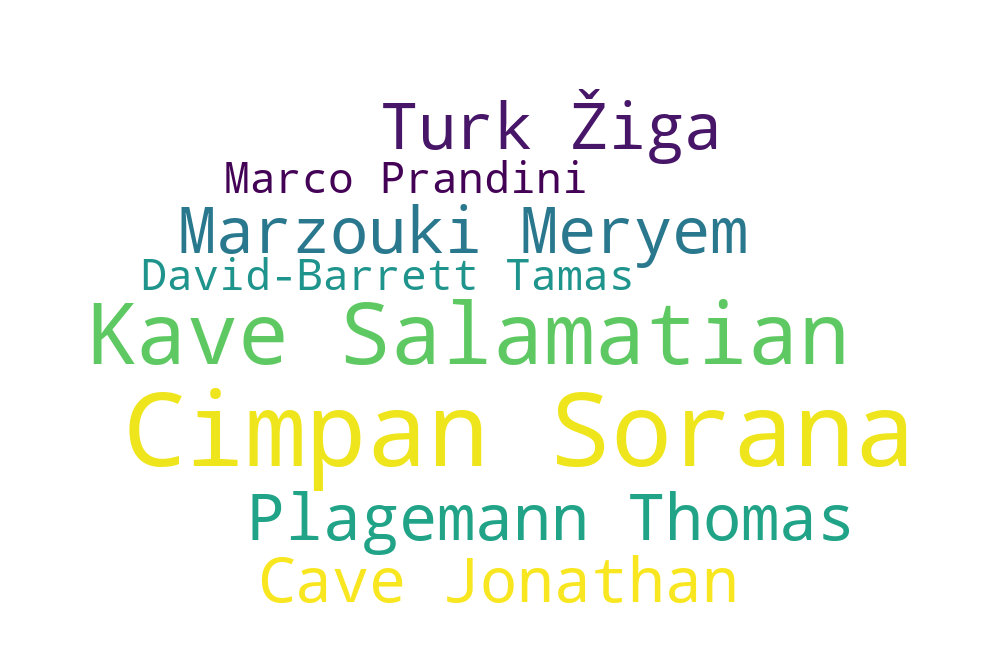 Turk Žiga
Marco Prandini
Marzouki Meryem
David-Barrett Tamas
Kave Salamatian
Cimpan Sorana
Plagemann Thomas
Cave Jonathan